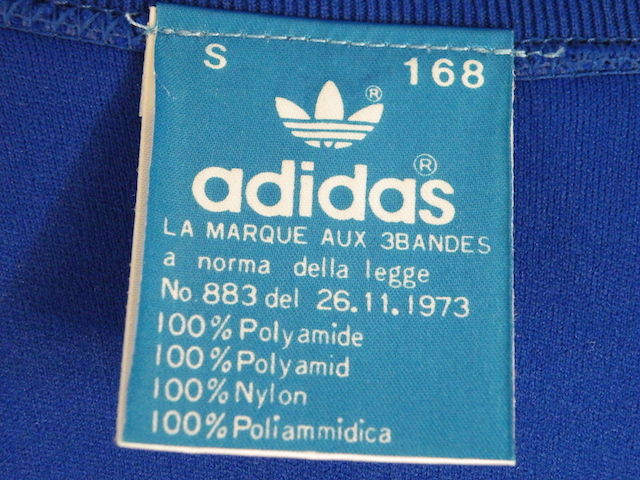 S 168
®
adidas®
LA MARQUE AUX 3BANDES
a norma della legge
No. 883 del 26.11.1973
100% Polyamide
100% Polyamid
100% Nylon
100% Poliammidica